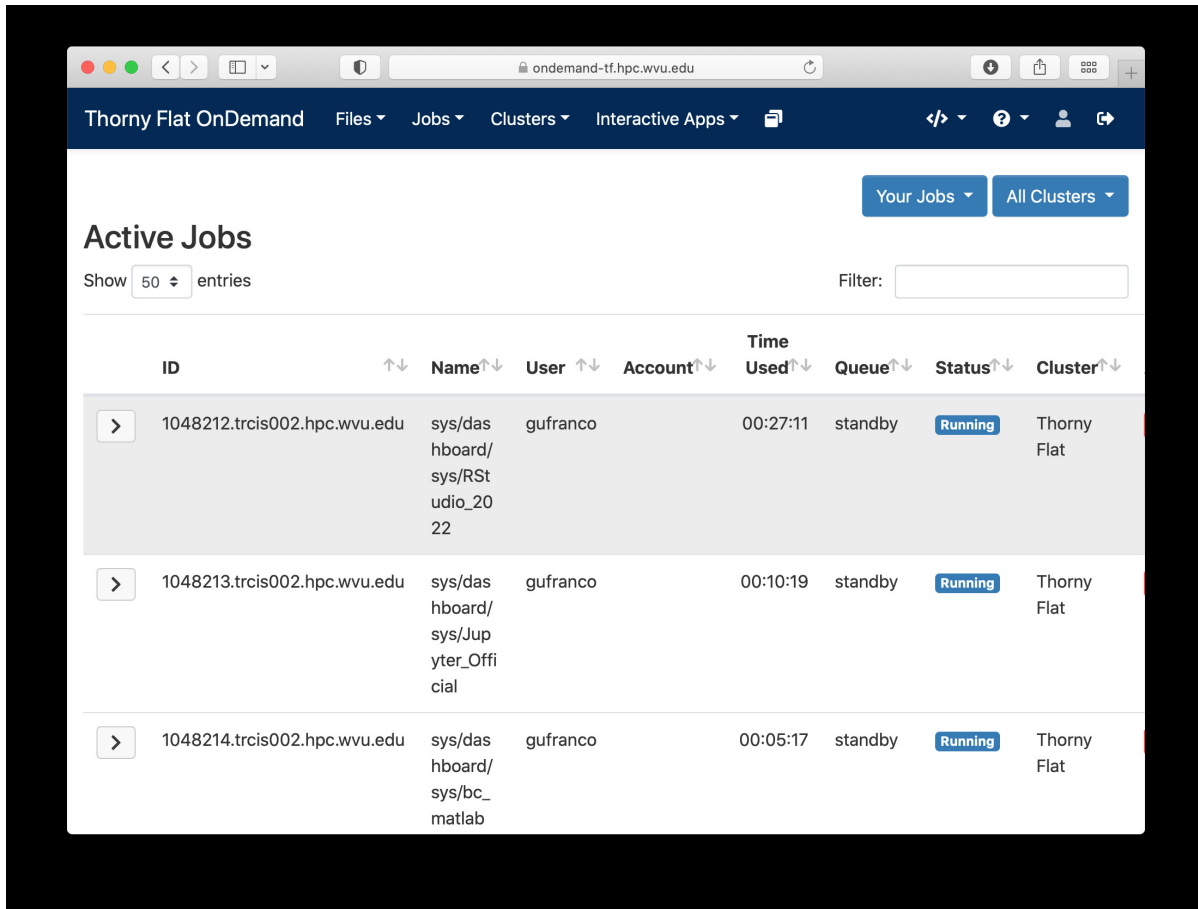 ondemand-tf.hpc.wvu.edu
Thorny Flat OnDemand Files Jobs Clusters Interactive Apps
Your Jobs All Clusters
Active Jobs
Show 50 entries Filter:
ID Name User Account Time Used Queue Status Cluster
1048212.trcis002.hpc.wvu.edu sys/das gufranco 00:27:11 standby Running Thorny
hboard/ Flat
sys/RSt
udio_20
22
1048213.trcis002.hpc.wvu.edu sys/das gufranco 00:10:19 standby Running Thorny
hboard/ Flat
sys/Jup
yter_Offi
cial
1048214.trcis002.hpc.wvu.edu sys/das gufranco 00:05:17 standby Running Thorny
hboard/ Flat
sys/bc_
matlab